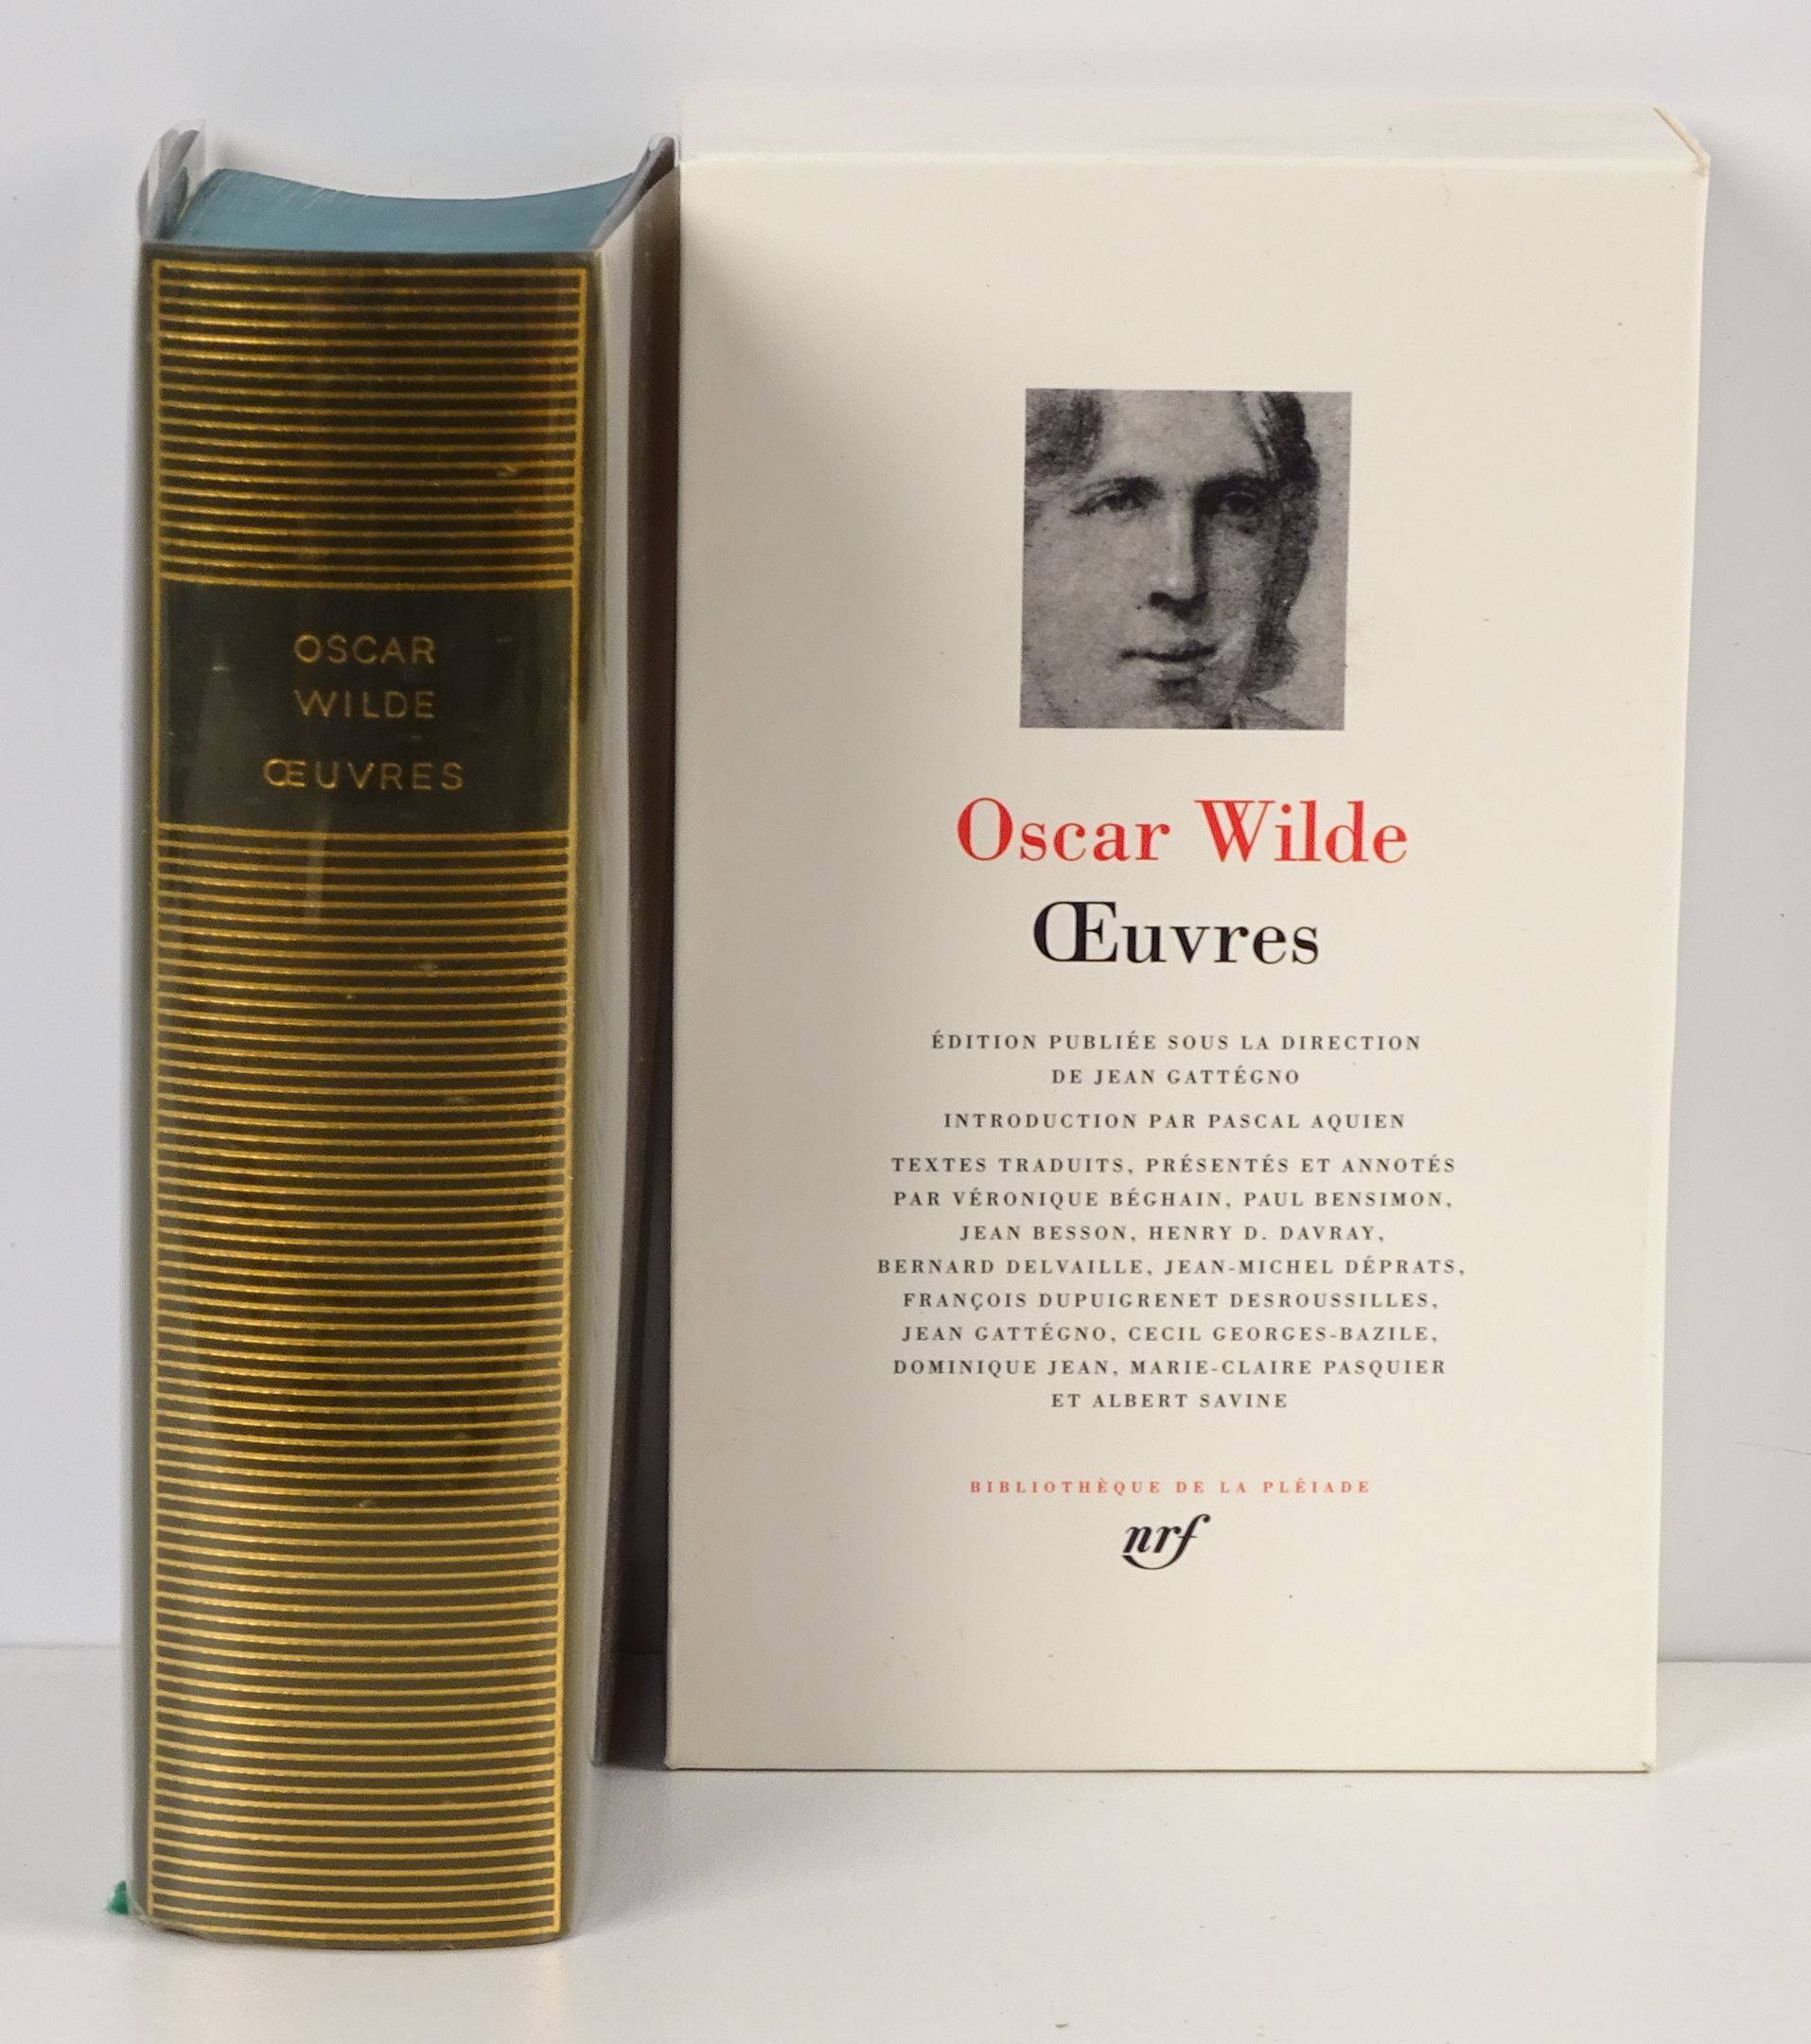 OSCAR
WILDE
ŒUVRES
Oscar Wilde
Œuvres
ÉDITION PUBLIÉE SOUS LA DIRECTION
DE JEAN GATTÉGNO
INTRODUCTION PAR PASCAL AQUIEN
TEXTES TRADUITS, PRÉSENTÉS ET ANNOTÉS
PAR VÉRONIQUE BÉGHAIN, PAUL BENSIMON,
JEAN BESSON, HENRY D. DAVRAY,
BERNARD DELVAILLE, JEAN-MICHEL DÉPRATS,
FRANÇOIS DUPUIGRENET DESROUSSILLES,
JEAN GATTÉGNO, CECIL GEORGES-BAZILE,
DOMINIQUE JEAN, MARIE-CLAIRE PASQUIER
ET ALBERT SAVINE
BIBLIOTHÈQUE DE LA PLÉIADE
nrf